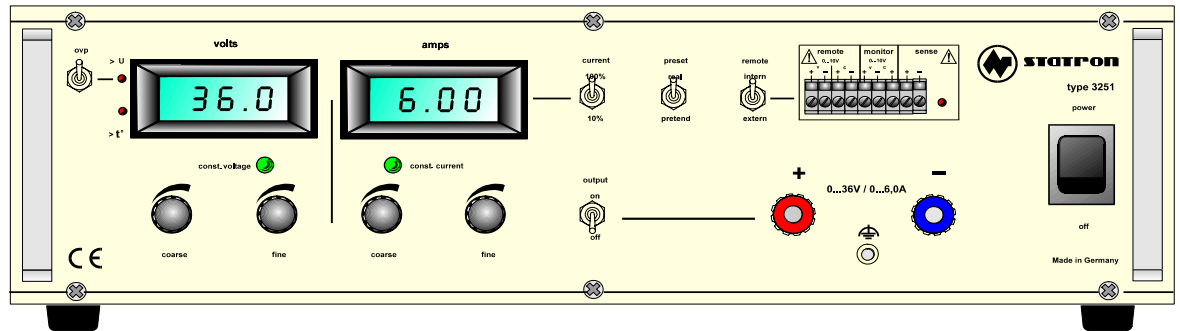 volts
amps
ovp
> U
> t°
36.0
6.00
const. voltage
const- current
coarse
fine
coarse
fine
CE
current
100%
10%
preset
real
pretend
remote
intern
extern
output
on
off
remote
0...10V
monitor
0...10V
sense
V
C
V
C
+ − + − + − + + −
+
−
0...36V / 0...6,0A
statron
type 3251
power
off
Made in Germany